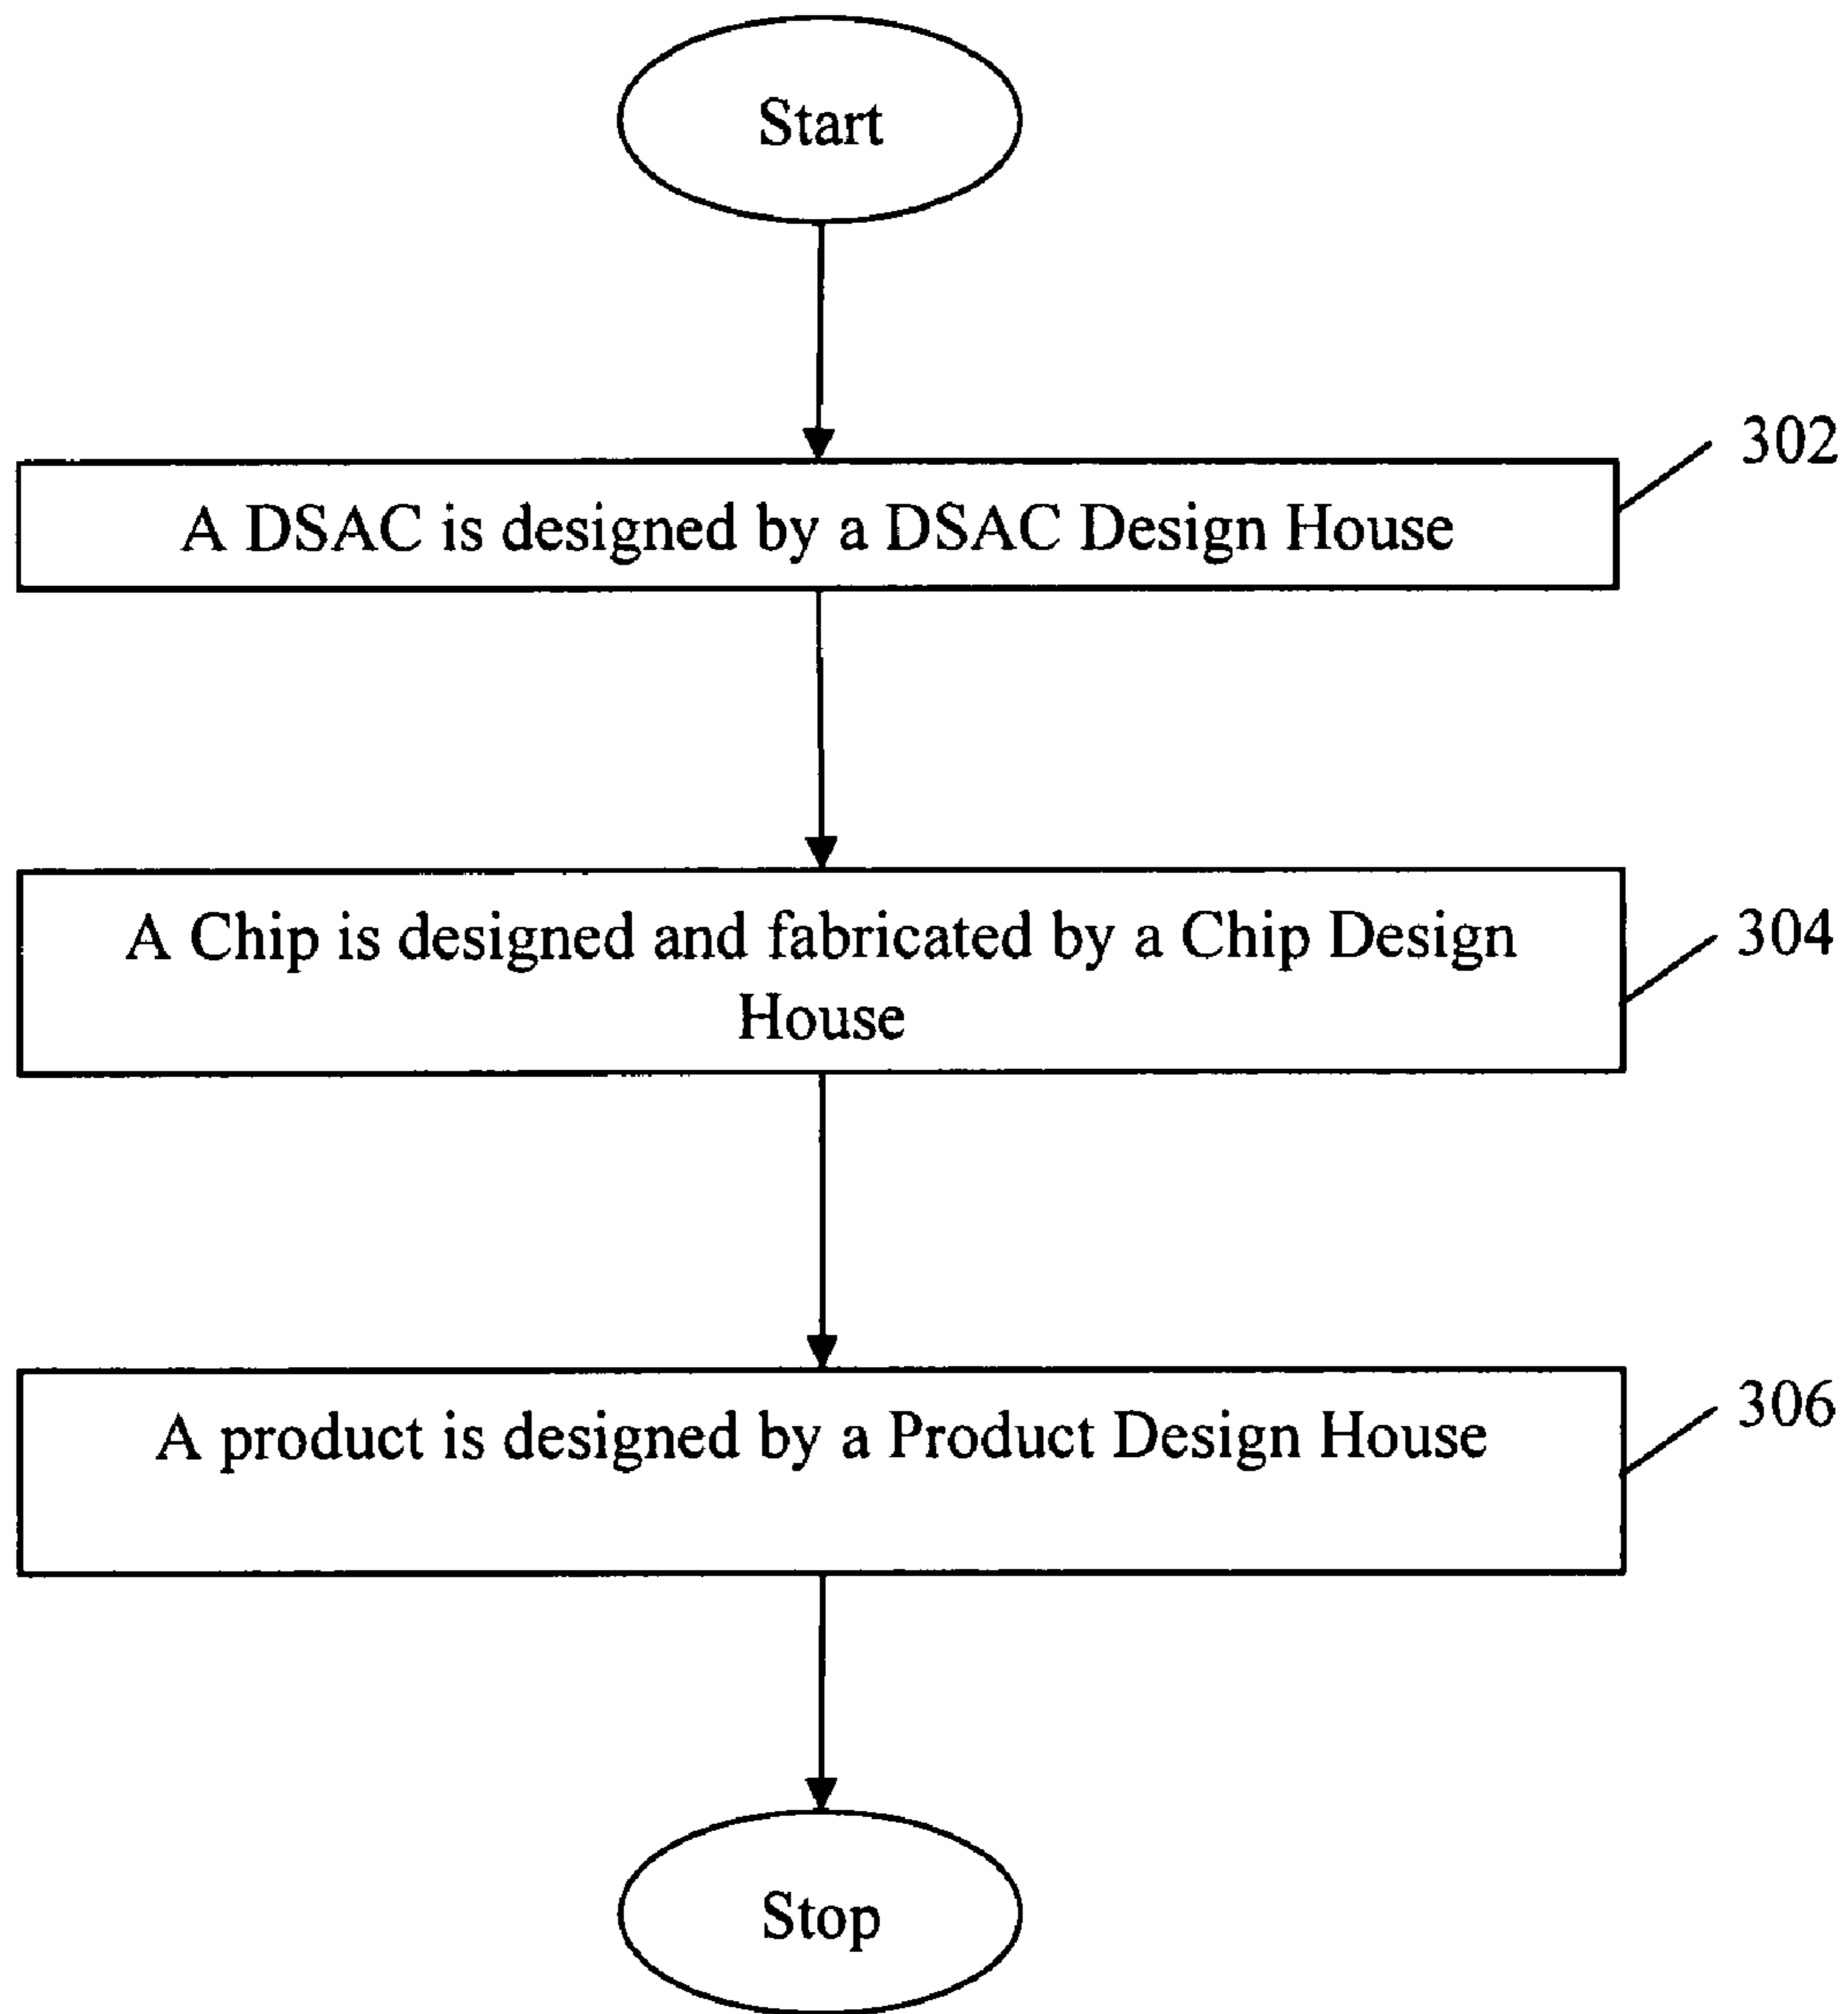 Start
302
A DSAC is designed by a DSAC Design House
A Chip is designed and fabricated by a Chip Design
House
304
A product is designed by a Product Design House
306
Stop